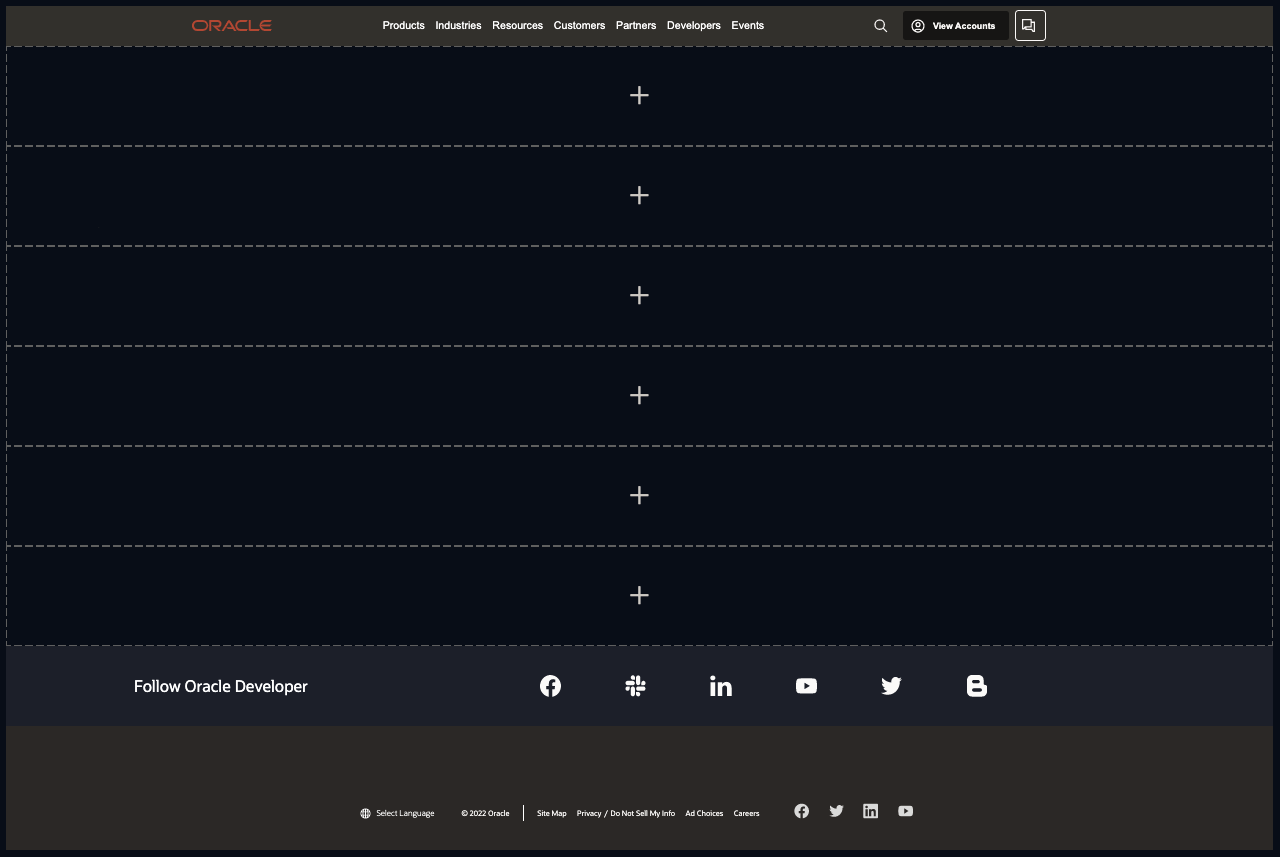 ORACLE
Products Industries Resources Customers Partners Developers Events
View Accounts
Follow Oracle Developer
Select Language © 2022 Oracle Site Map Privacy / Do Not Sell My Info Ad Choices Careers